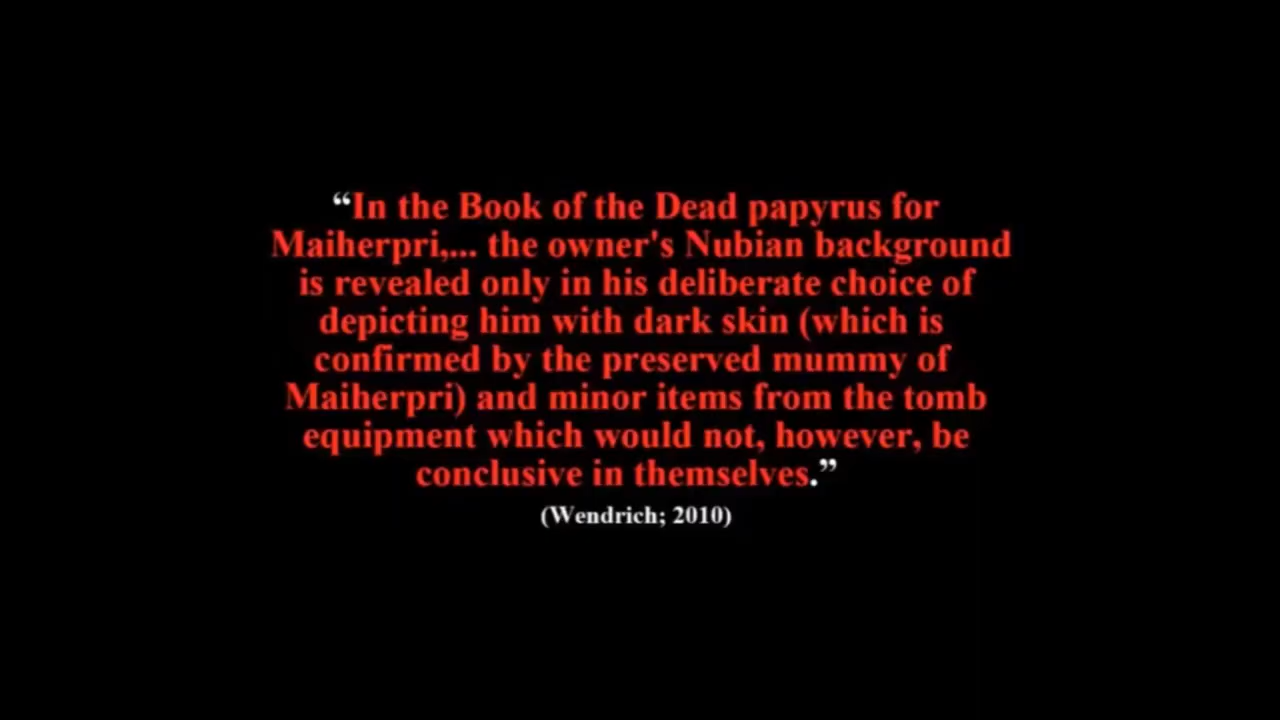 “In the Book of the Dead papyrus for
Maiherpri,... the owner's Nubian background
is revealed only in his deliberate choice of
depicting him with dark skin (which is
confirmed by the preserved mummy of
Maiherpri) and minor items from the tomb
equipment which would not, however, be
conclusive in themselves.”
(Wendrich; 2010)